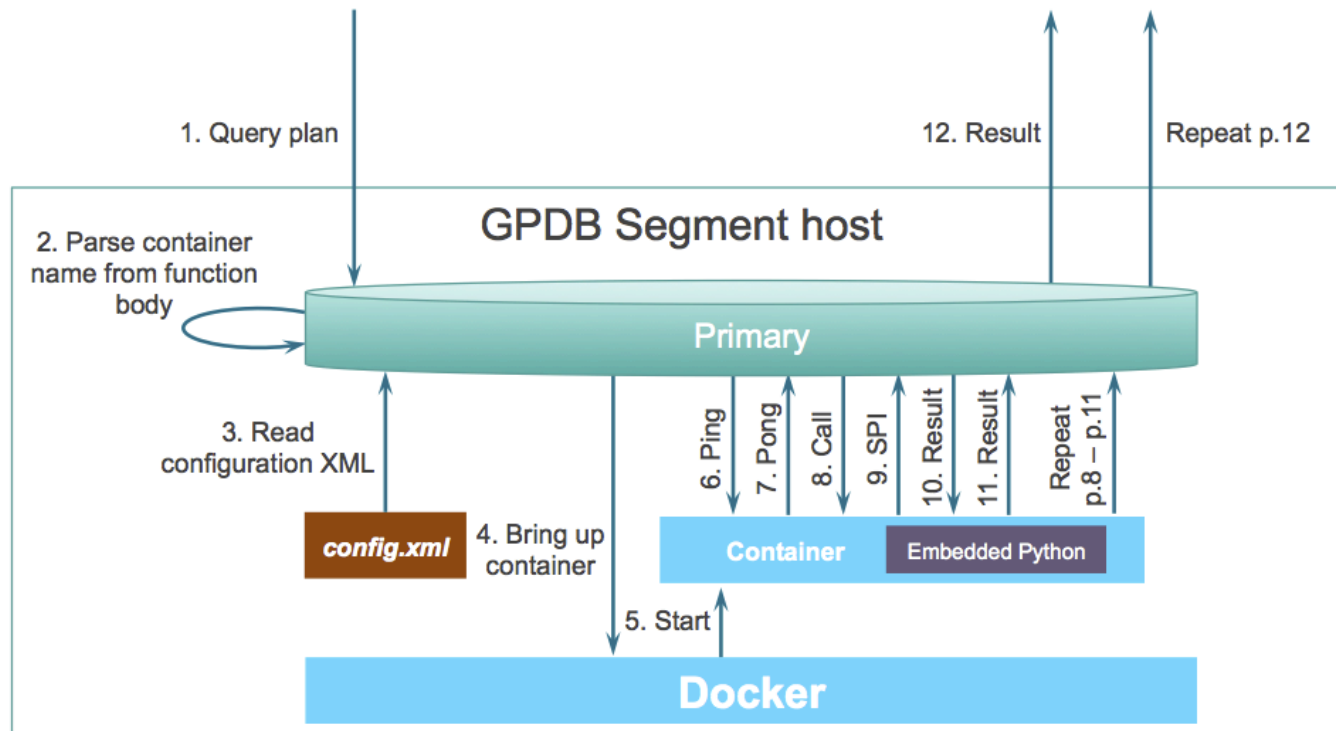 1. Query plan
12. Result
Repeat p.12
GPDB Segment host
2. Parse container
name from function
body
Primary
3. Read
configuration XML
6. Ping
7. Pong
8. Call
9. SPI
10. Result
11. Result
Repeat
p.8 – p.11
config.xml
4. Bring up
container
Container
Embedded Python
5. Start
Docker